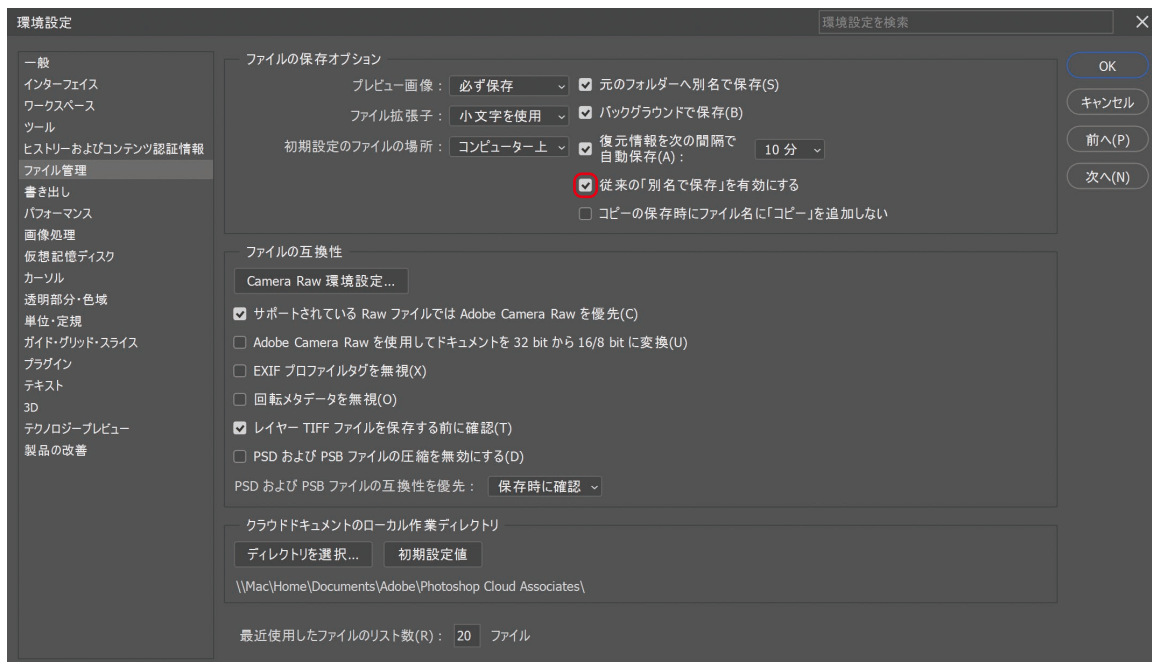 環境設定
環境設定を検索
一般
インターフェイス
ワークスペース
ツール
ヒストリーおよびコンテンツ認証情報
ファイル管理
書き出し
パフォーマンス
画像処理
仮想記憶ディスク
カーソル
透明部分・色域
単位・定規
ガイド・グリッド・スライス
プラグイン
テキスト
3D
テクノロジープレビュー
製品の改善
ファイルの保存オプション
プレビュー画像： 必ず保存
ファイル拡張子： 小文字を使用
初期設定のファイルの場所： コンピューター上
元のフォルダーへ別名で保存(S)
バックグラウンドで保存(B)
復元情報を次の間隔で
自動保存(A)： 10 分
従来の「別名で保存」を有効にする
コピーの保存時にファイル名に「コピー」を追加しない
ファイルの互換性
Camera Raw 環境設定...
サポートされている Raw ファイルでは Adobe Camera Raw を優先(C)
Adobe Camera Raw を使用してドキュメントを 32 bit から 16/8 bit に変換(U)
EXIF プロファイルタグを無視(X)
回転メタデータを無視(O)
レイヤー TIFF ファイルを保存する前に確認(T)
PSD および PSB ファイルの圧縮を無効にする(D)
PSD および PSB ファイルの互換性を優先： 保存時に確認
クラウドドキュメントのローカル作業ディレクトリ
ディレクトリを選択... 初期設定値
\\Mac\Home\Documents\Adobe\Photoshop Cloud Associates\
最近使用したファイルのリスト数(R)： 20 ファイル
OK
キャンセル
前へ(P)
次へ(N)